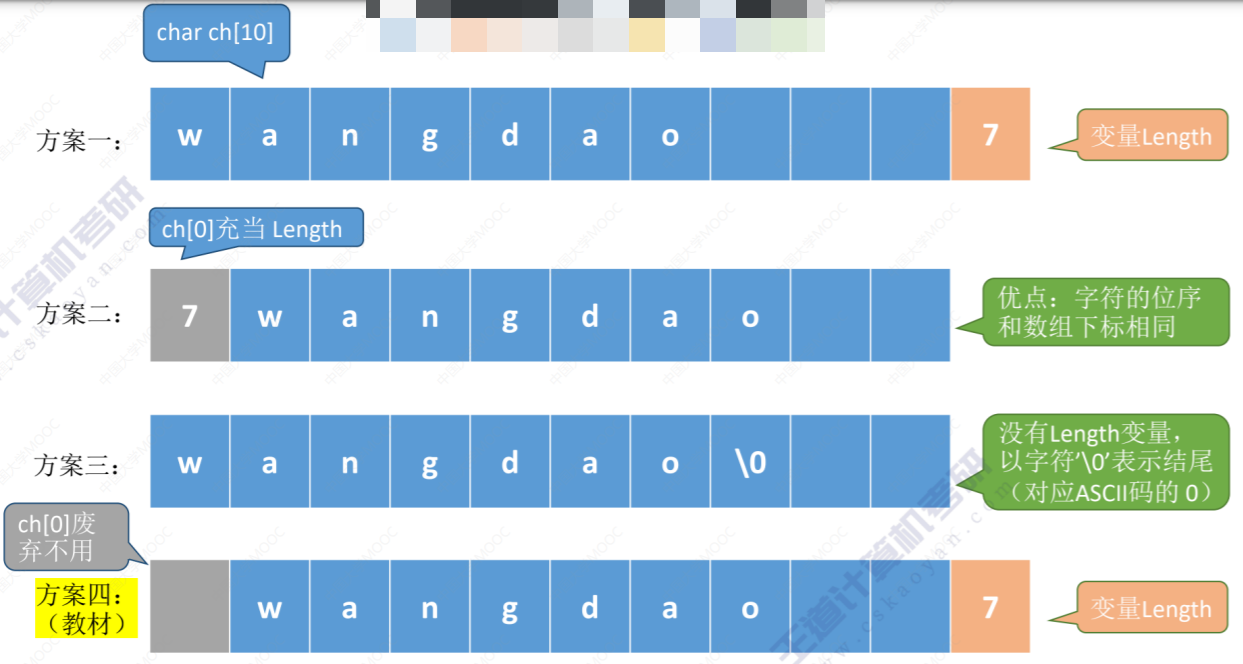 char ch[10]
方案一：
w a n g d a o 7
变量Length
ch[0]充当 Length
方案二：
7 w a n g d a o
优点：字符的位序
和数组下标相同
方案三：
w a n g d a o \0
没有Length变量，
以字符’\0’表示结尾
（对应ASCII码的 0）
ch[0]废
弃不用
方案四：
（教材）
w a n g d a o 7
变量Length
王道计算机考研
www.cskaoyan.com
中国大学MOOC